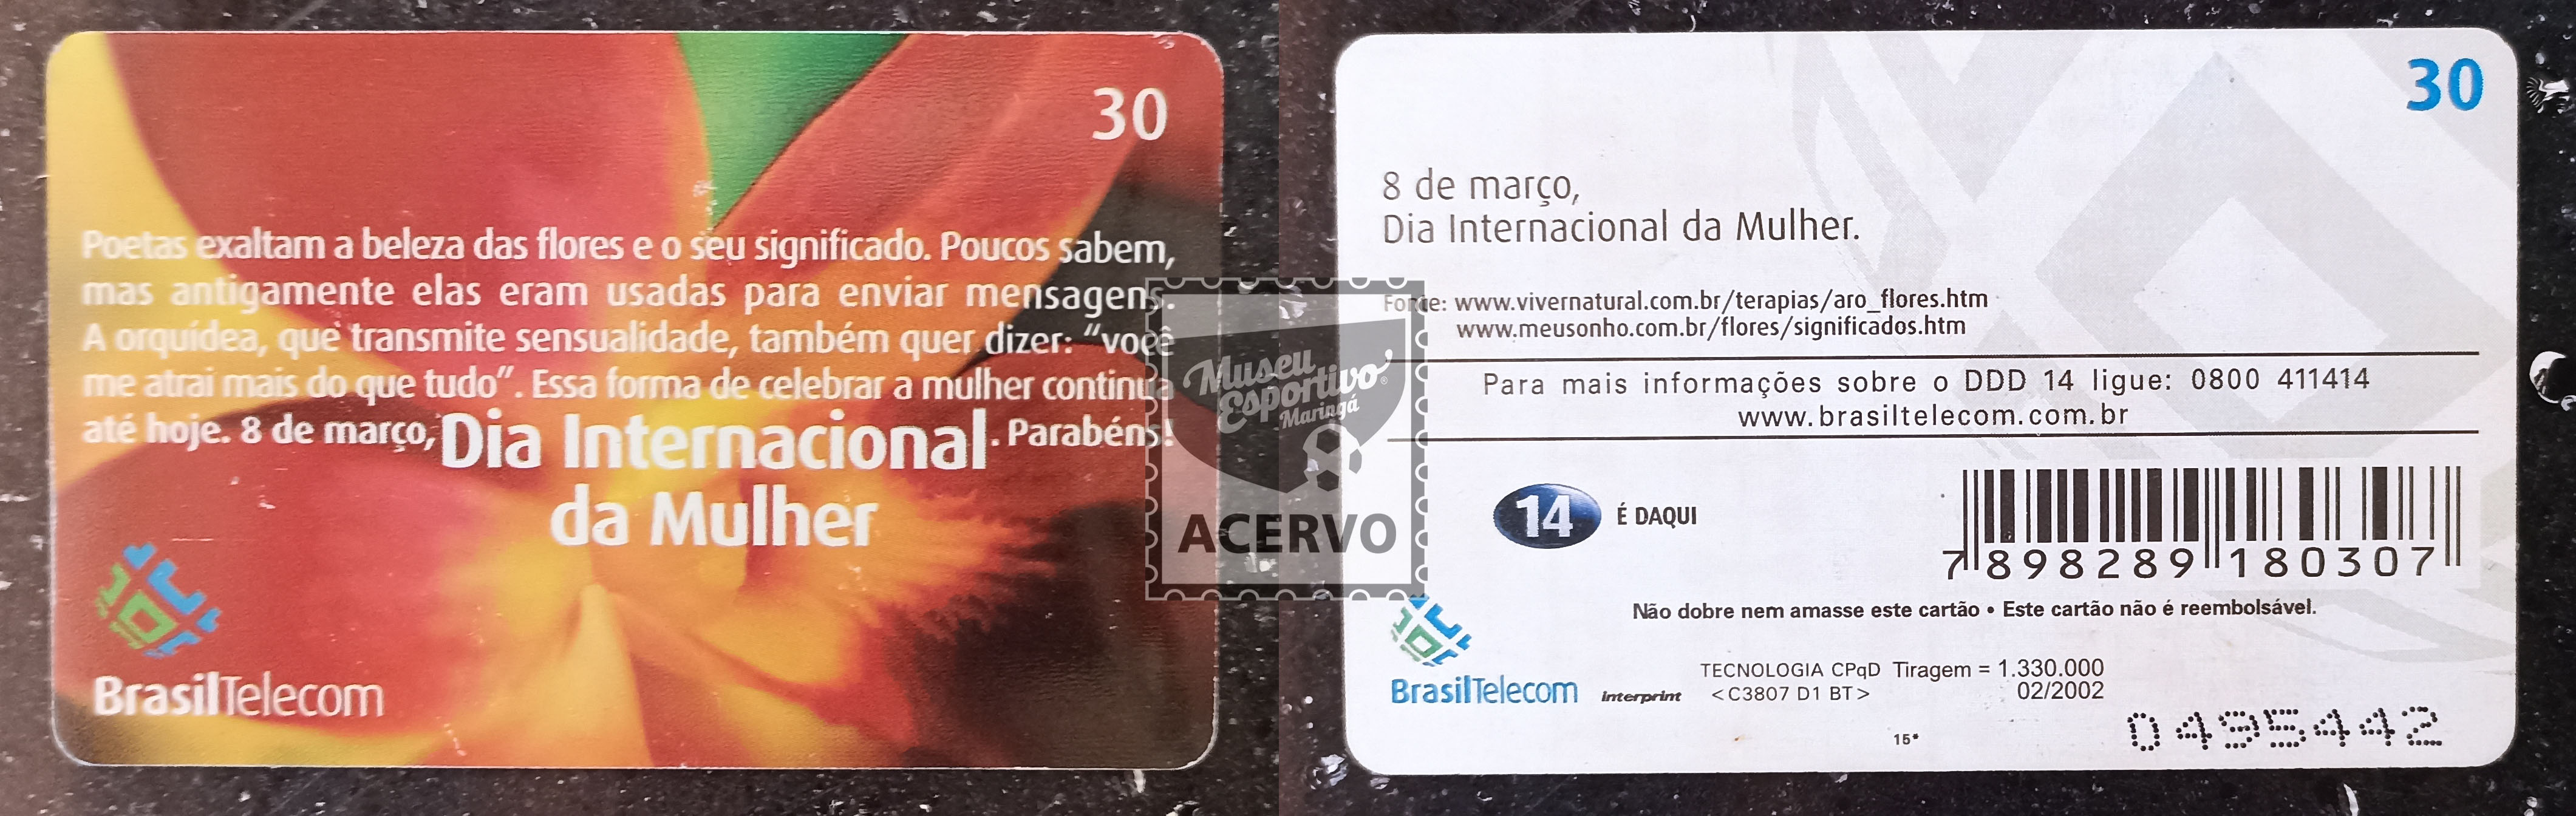 30
Poetas exaltam a beleza das flores e o seu significado. Poucos sabem,
mas antigamente elas eram usadas para enviar mensagens.
A orquídea, que transmite sensualidade, também quer dizer: “você
me atrai mais do que tudo”. Essa forma de celebrar a mulher continua
até hoje. 8 de março, Dia Internacional. Parabéns!
da Mulher
BrasilTelecom
Museu
Esportivo
Maringá
ACERVO
30
8 de março,
Dia Internacional da Mulher.
Fonte: www.vivernatural.com.br/terapias/aro_flores.htm
www.meusonho.com.br/flores/significados.htm
Para mais informações sobre o DDD 14 ligue: 0800 411414
www.brasiltelecom.com.br
14 É DAQUI
7 898289 180307
Não dobre nem amasse este cartão • Este cartão não é reembolsável.
TECNOLOGIA CPqD Tiragem = 1.330.000
BrasilTelecom interprint <C3807 D1 BT> 02/2002
15*
0495442